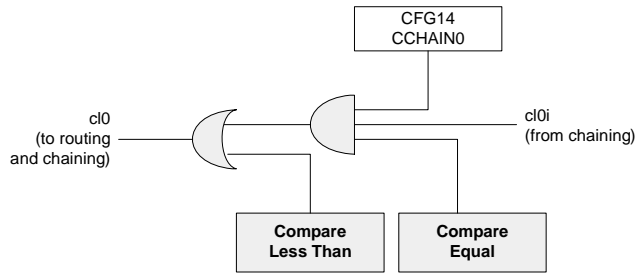 CFG14
CCHAIN0
cl0
(to routing
and chaining)
cl0i
(from chaining)
Compare
Less Than
Compare
Equal